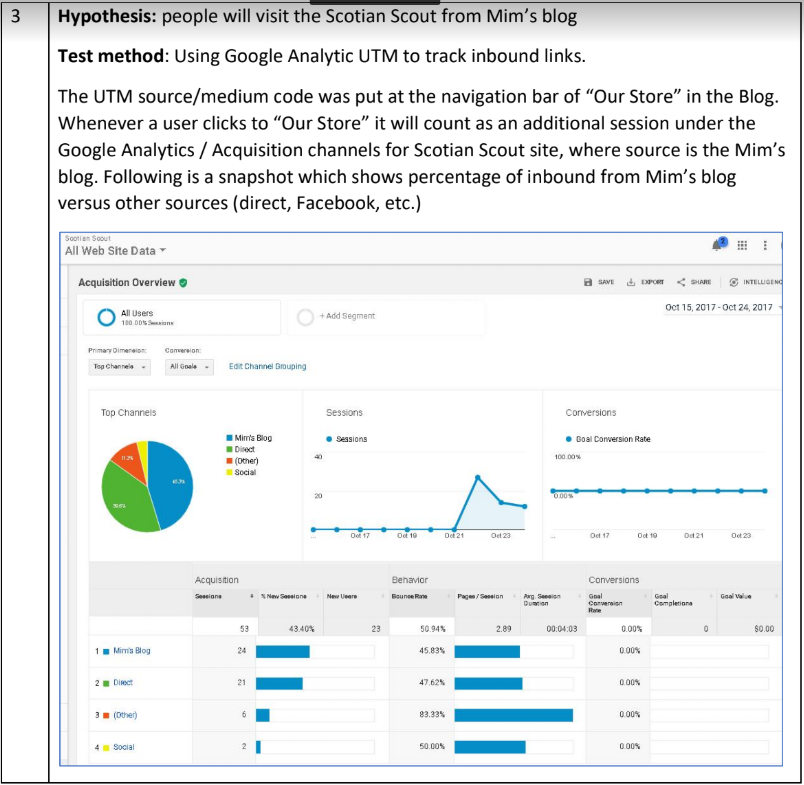 3
Hypothesis: people will visit the Scotian Scout from Mim's blog
Test method: Using Google Analytic UTM to track inbound links.
The UTM source/medium code was put at the navigation bar of “Our Store” in the Blog.
Whenever a user clicks to “Our Store” it will count as an additional session under the
Google Analytics / Acquisition channels for Scotian Scout site, where source is the Mim's
blog. Following is a snapshot which shows percentage of inbound from Mim's blog
versus other sources (direct, Facebook, etc.)
Scotian Scout
All Web Site Data
2
Acquisition Overview
SAVE EXPORT SHARE INTELLIGENC
All Users
100.00% Sessions
+ Add Segment
Oct 15, 2017 - Oct 24, 2017
Primary Dimension: Conversion:
Top Channels All Goals Edit Channel Grouping
Top Channels
Mim's Blog
Direct
(Other)
Social
11.3%
45.3%
39.6%
Sessions
Sessions
40
20
... Oct 17 Oct 19 Oct 21 Oct 23
Conversions
Goal Conversion Rate
100.00%
0.00%
... Oct 17 Oct 19 Oct 21 Oct 23
Acquisition Behavior Conversions
Sessions % New Sessions New Users Bounce Rate Pages / Session Avg. Session Duration Goal Conversion Rate Goal Completions Goal Value
53 43.40% 23 50.94% 2.89 00:04:03 0.00% 0 $0.00
1 Mim's Blog 24 45.83% 0.00%
2 Direct 21 47.62% 0.00%
3 (Other) 6 83.33% 0.00%
4 Social 2 50.00% 0.00%